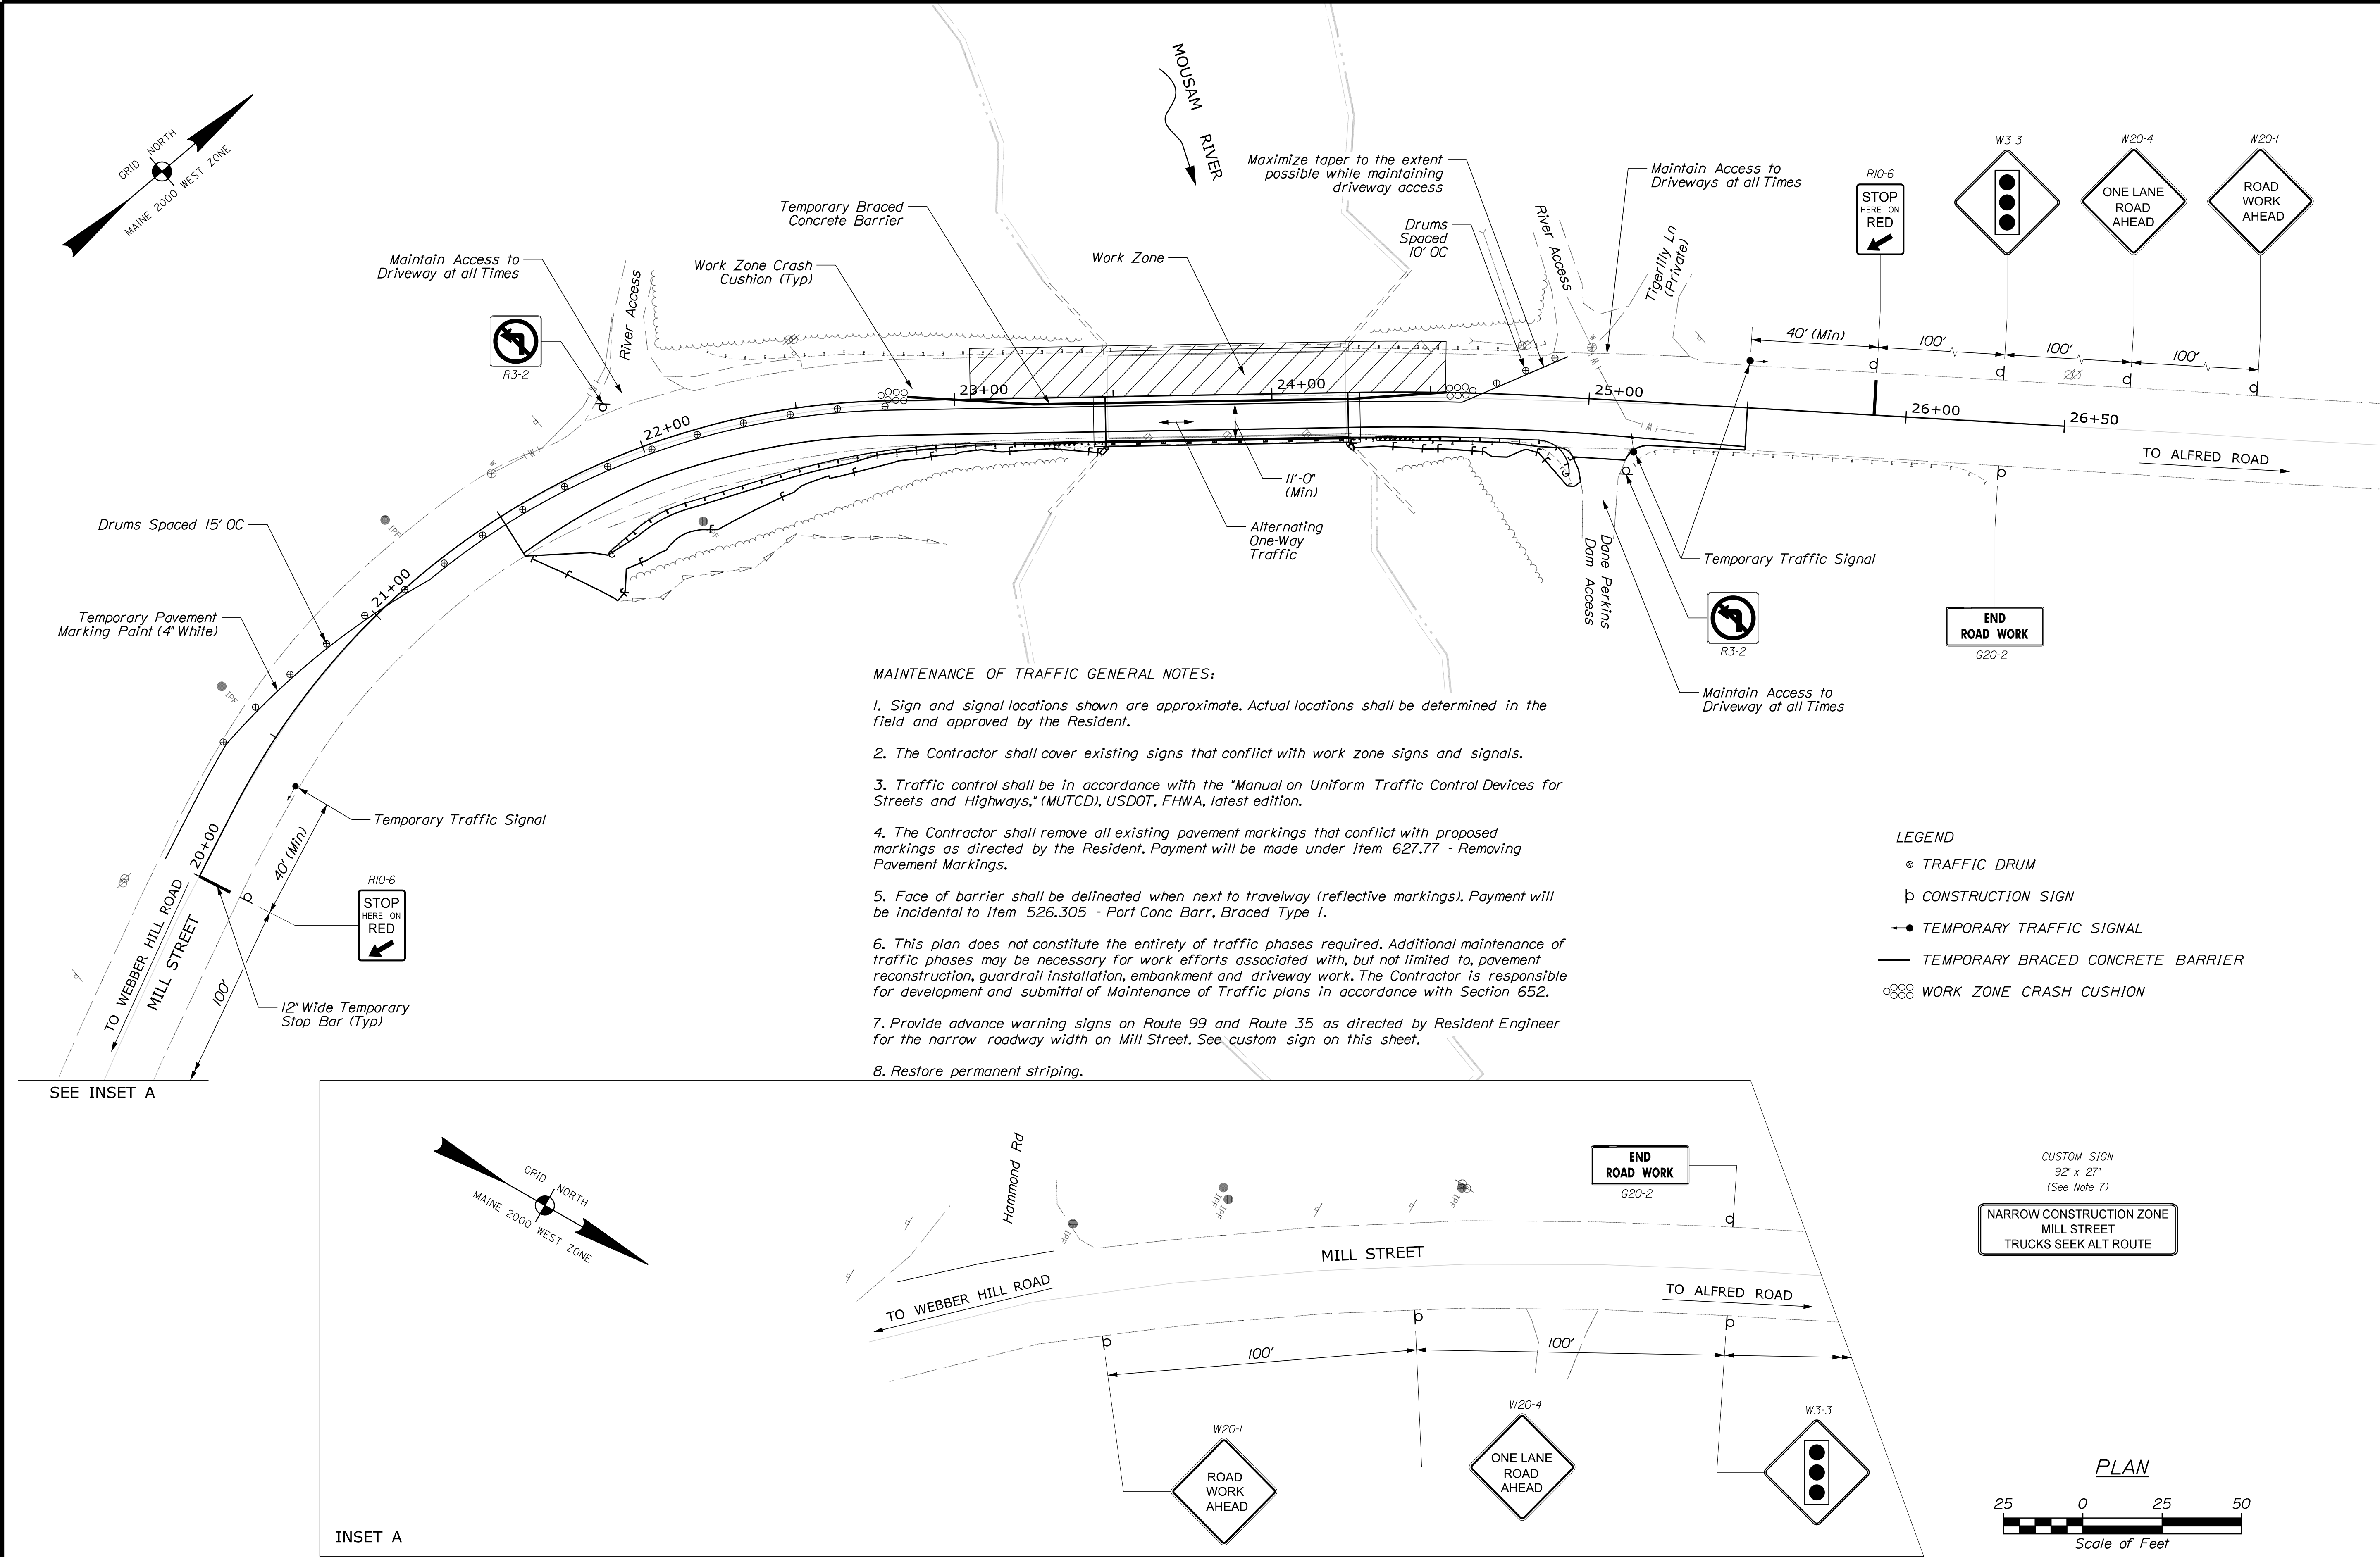 GRID NORTH
MAINE 2000 WEST ZONE
MOUSAM RIVER
Maximize taper to the extent
possible while maintaining
driveway access
Maintain Access to
Driveways at all Times
R10-6
STOP
HERE ON
RED
W3-3
W20-4
ONE LANE
ROAD
AHEAD
W20-1
ROAD
WORK
AHEAD
Temporary Braced
Concrete Barrier
Drums
Spaced
10' OC
River Access
Tigerlily Ln
(Private)
Maintain Access to
Driveway at all Times
River Access
Work Zone Crash
Cushion (Typ)
Work Zone
R3-2
40' (Min)
100'
100'
100'
22+00
23+00
24+00
25+00
26+00
26+50
TO ALFRED ROAD
11'-0"
(Min)
Alternating
One-Way
Traffic
Dane Perkins
Dam Access
Temporary Traffic Signal
R3-2
END
ROAD WORK
G20-2
Maintain Access to
Driveway at all Times
Drums Spaced 15' OC
IPF
IPF
21+00
Temporary Pavement
Marking Paint (4" White)
IPF
Temporary Traffic Signal
20+00
40' (Min)
R10-6
STOP
HERE ON
RED
TO WEBBER HILL ROAD
MILL STREET
100'
12" Wide Temporary
Stop Bar (Typ)
SEE INSET A
MAINTENANCE OF TRAFFIC GENERAL NOTES:
1. Sign and signal locations shown are approximate. Actual locations shall be determined in the
field and approved by the Resident.
2. The Contractor shall cover existing signs that conflict with work zone signs and signals.
3. Traffic control shall be in accordance with the "Manual on Uniform Traffic Control Devices for
Streets and Highways," (MUTCD), USDOT, FHWA, latest edition.
4. The Contractor shall remove all existing pavement markings that conflict with proposed
markings as directed by the Resident. Payment will be made under Item 627.77 - Removing
Pavement Markings.
5. Face of barrier shall be delineated when next to travelway (reflective markings). Payment will
be incidental to Item 526.305 - Port Conc Barr, Braced Type I.
6. This plan does not constitute the entirety of traffic phases required. Additional maintenance of
traffic phases may be necessary for work efforts associated with, but not limited to, pavement
reconstruction, guardrail installation, embankment and driveway work. The Contractor is responsible
for development and submittal of Maintenance of Traffic plans in accordance with Section 652.
7. Provide advance warning signs on Route 99 and Route 35 as directed by Resident Engineer
for the narrow roadway width on Mill Street. See custom sign on this sheet.
8. Restore permanent striping.
LEGEND
TRAFFIC DRUM
CONSTRUCTION SIGN
TEMPORARY TRAFFIC SIGNAL
TEMPORARY BRACED CONCRETE BARRIER
WORK ZONE CRASH CUSHION
CUSTOM SIGN
92" x 27"
(See Note 7)
NARROW CONSTRUCTION ZONE
MILL STREET
TRUCKS SEEK ALT ROUTE
GRID NORTH
MAINE 2000 WEST ZONE
Hammond Rd
IPF
IPF
IPF
IPF
END
ROAD WORK
G20-2
MILL STREET
TO WEBBER HILL ROAD
TO ALFRED ROAD
100'
100'
W20-1
ROAD
WORK
AHEAD
W20-4
ONE LANE
ROAD
AHEAD
W3-3
INSET A
PLAN
25 0 25 50
Scale of Feet